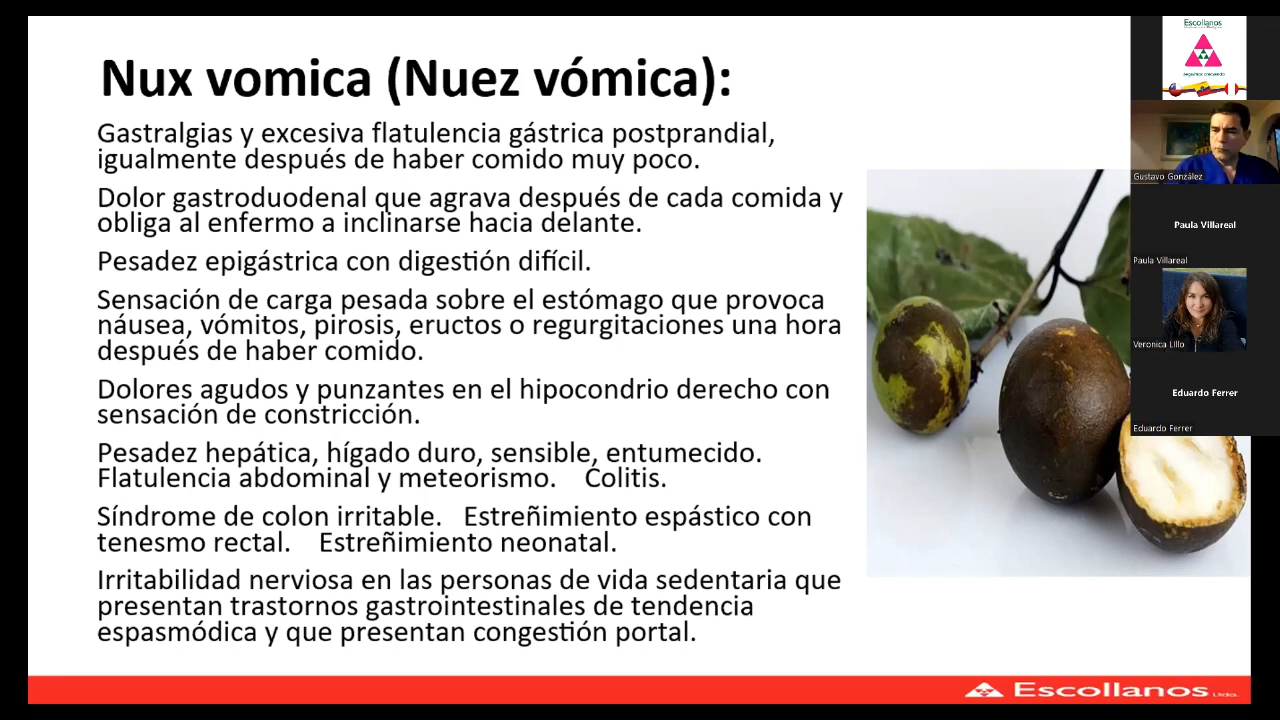 Nux vomica (Nuez vómica):
Gastralgias y excesiva flatulencia gástrica postprandial,
igualmente después de haber comido muy poco.
Dolor gastroduodenal que agrava después de cada comida y
obliga al enfermo a inclinarse hacia delante.
Pesadez epigástrica con digestión difícil.
Sensación de carga pesada sobre el estómago que provoca
náusea, vómitos, pirosis, eructos o regurgitaciones una hora
después de haber comido.
Dolores agudos y punzantes en el hipocondrio derecho con
sensación de constricción.
Pesadez hepática, hígado duro, sensible, entumecido.
Flatulencia abdominal y meteorismo. Colitis.
Síndrome de colon irritable. Estreñimiento espástico con
tenesmo rectal. Estreñimiento neonatal.
Irritabilidad nerviosa en las personas de vida sedentaria que
presentan trastornos gastrointestinales de tendencia
espasmódica y que presentan congestión portal.
Escollanos
Gustavo González
Paula Villareal
Paula Villareal
Veronica LIllo
Eduardo Ferrer
Eduardo Ferrer
Escollanos